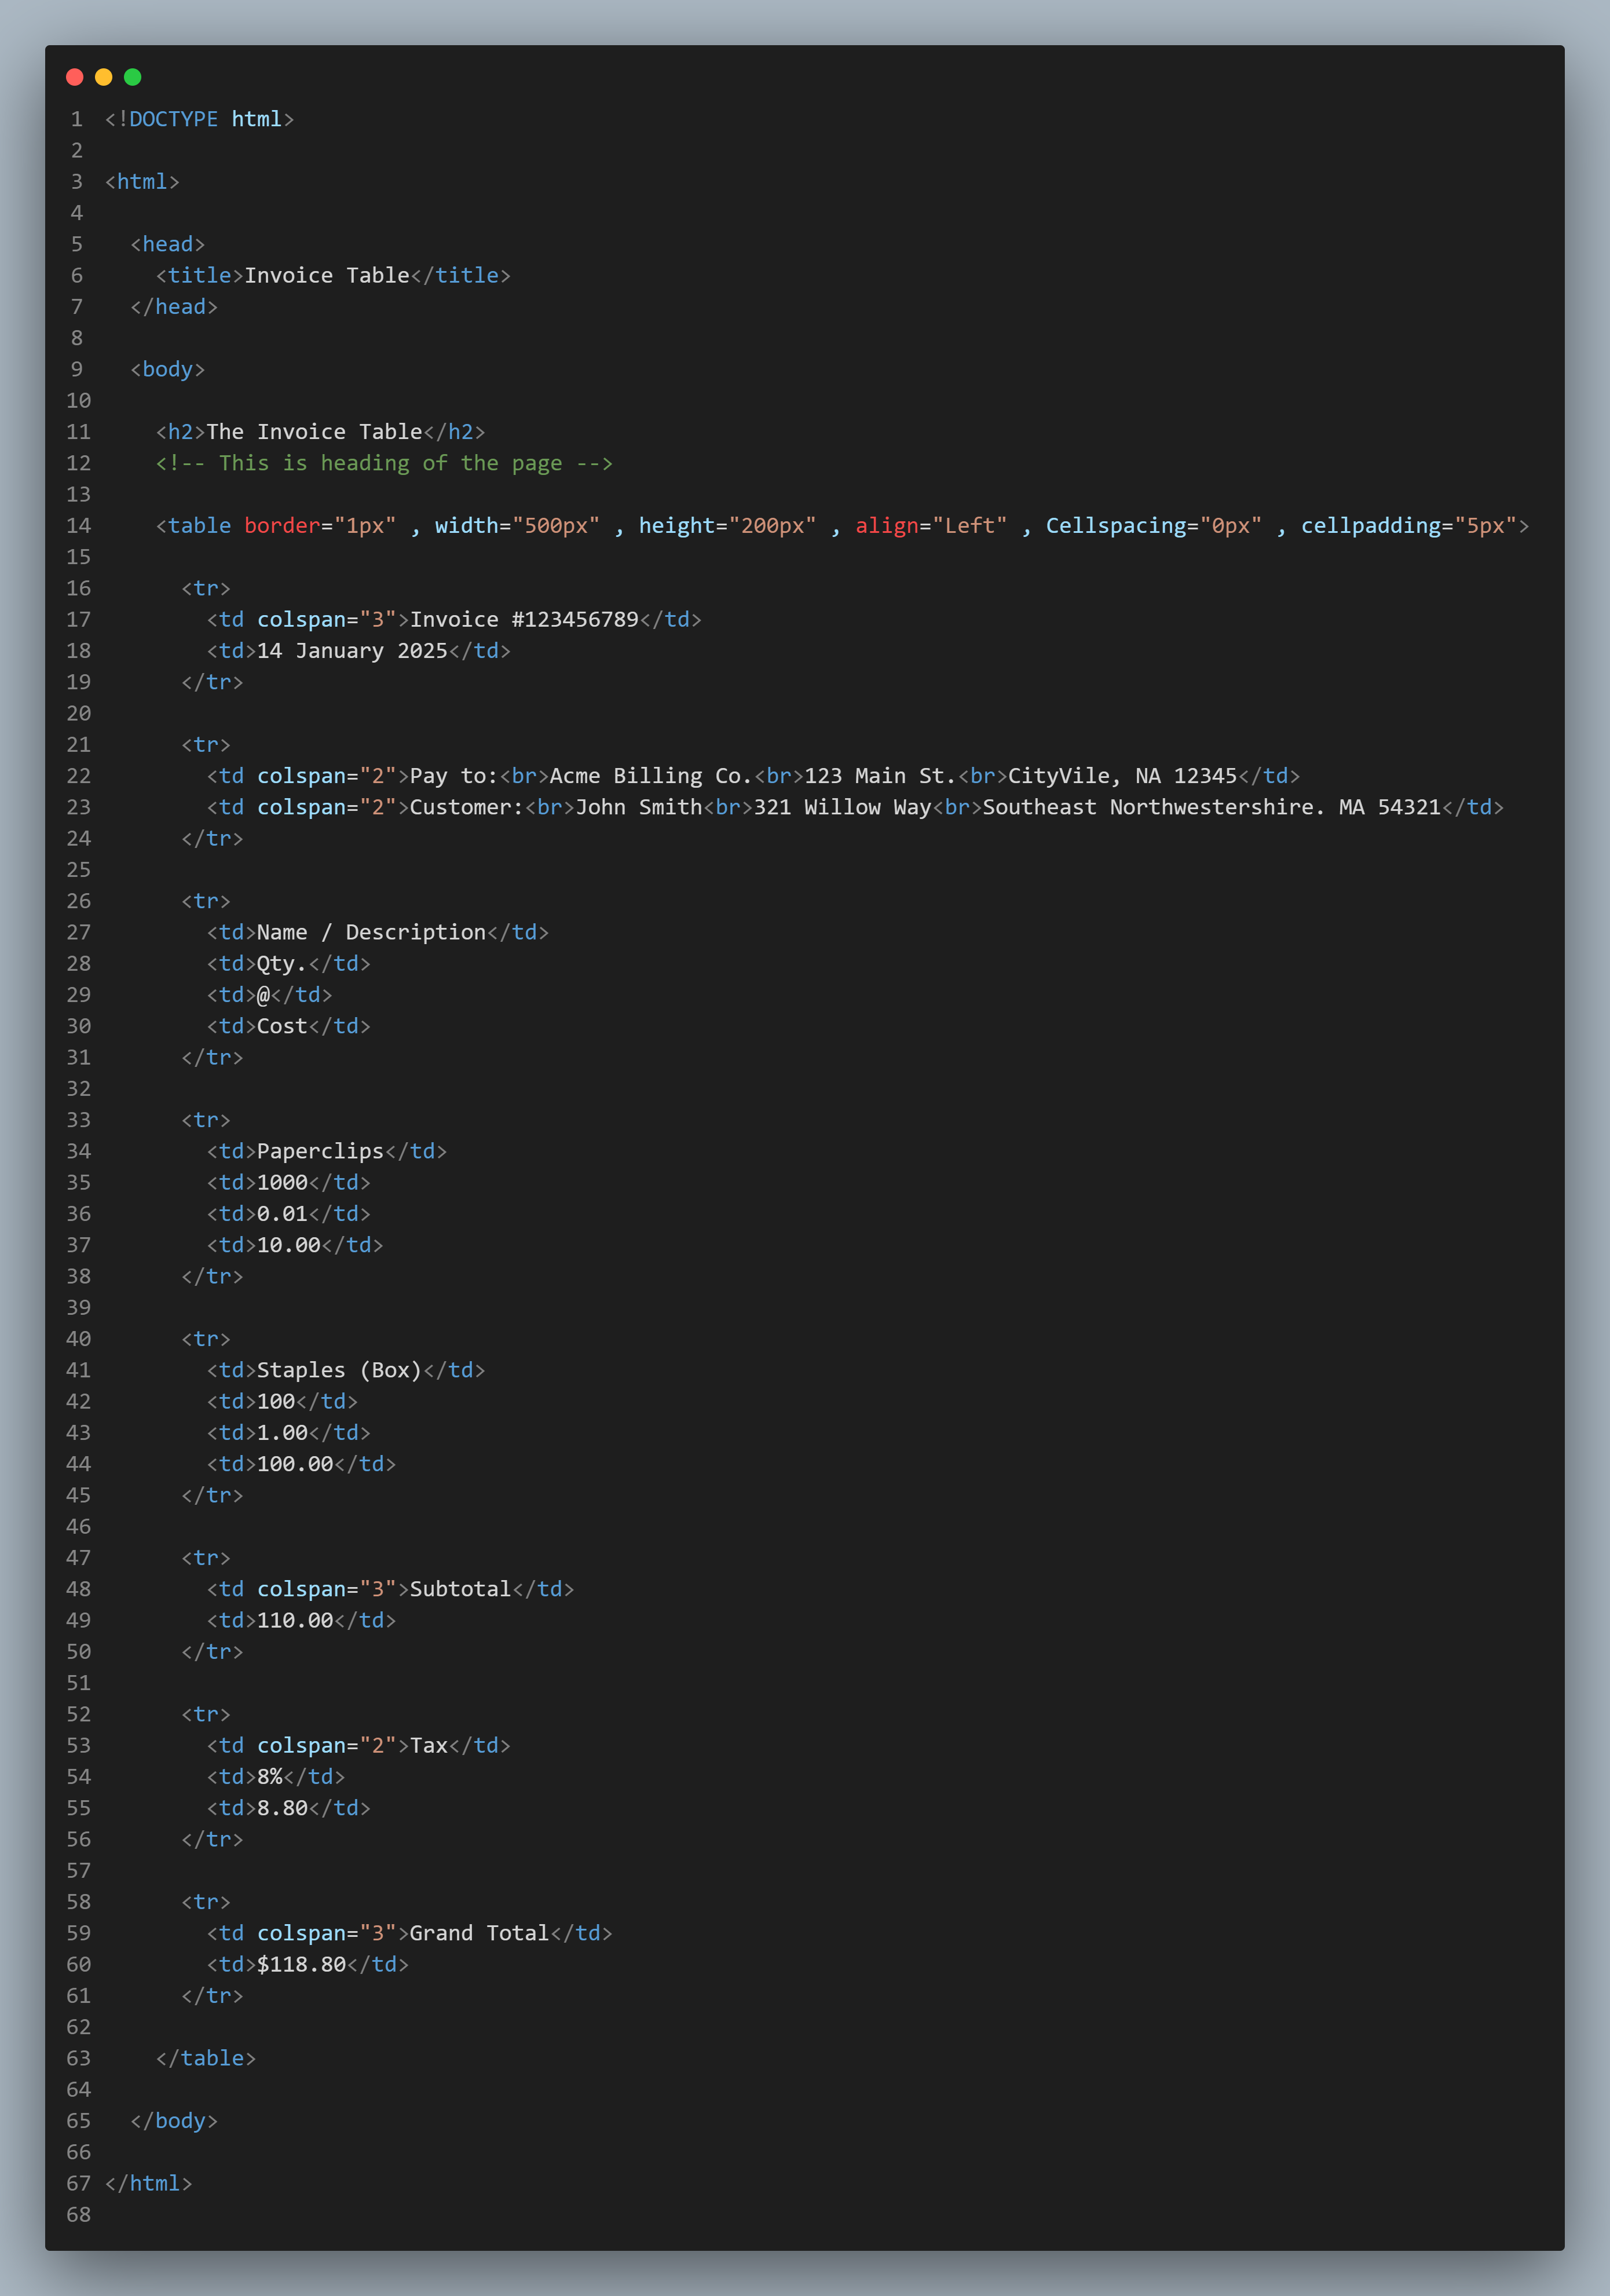 1 <!DOCTYPE html>
2
3 <html>
4
5   <head>
6     <title>Invoice Table</title>
7   </head>
8
9   <body>
10
11     <h2>The Invoice Table</h2>
12     <!-- This is heading of the page -->
13
14     <table border="1px" , width="500px" , height="200px" , align="Left" , Cellspacing="0px" , cellpadding="5px">
15
16       <tr>
17         <td colspan="3">Invoice #123456789</td>
18         <td>14 January 2025</td>
19       </tr>
20
21       <tr>
22         <td colspan="2">Pay to:<br>Acme Billing Co.<br>123 Main St.<br>CityVile, NA 12345</td>
23         <td colspan="2">Customer:<br>John Smith<br>321 Willow Way<br>Southeast Northwestershire. MA 54321</td>
24       </tr>
25
26       <tr>
27         <td>Name / Description</td>
28         <td>Qty.</td>
29         <td>@</td>
30         <td>Cost</td>
31       </tr>
32
33       <tr>
34         <td>Paperclips</td>
35         <td>1000</td>
36         <td>0.01</td>
37         <td>10.00</td>
38       </tr>
39
40       <tr>
41         <td>Staples (Box)</td>
42         <td>100</td>
43         <td>1.00</td>
44         <td>100.00</td>
45       </tr>
46
47       <tr>
48         <td colspan="3">Subtotal</td>
49         <td>110.00</td>
50       </tr>
51
52       <tr>
53         <td colspan="2">Tax</td>
54         <td>8%</td>
55         <td>8.80</td>
56       </tr>
57
58       <tr>
59         <td colspan="3">Grand Total</td>
60         <td>$118.80</td>
61       </tr>
62
63     </table>
64
65   </body>
66
67 </html>
68